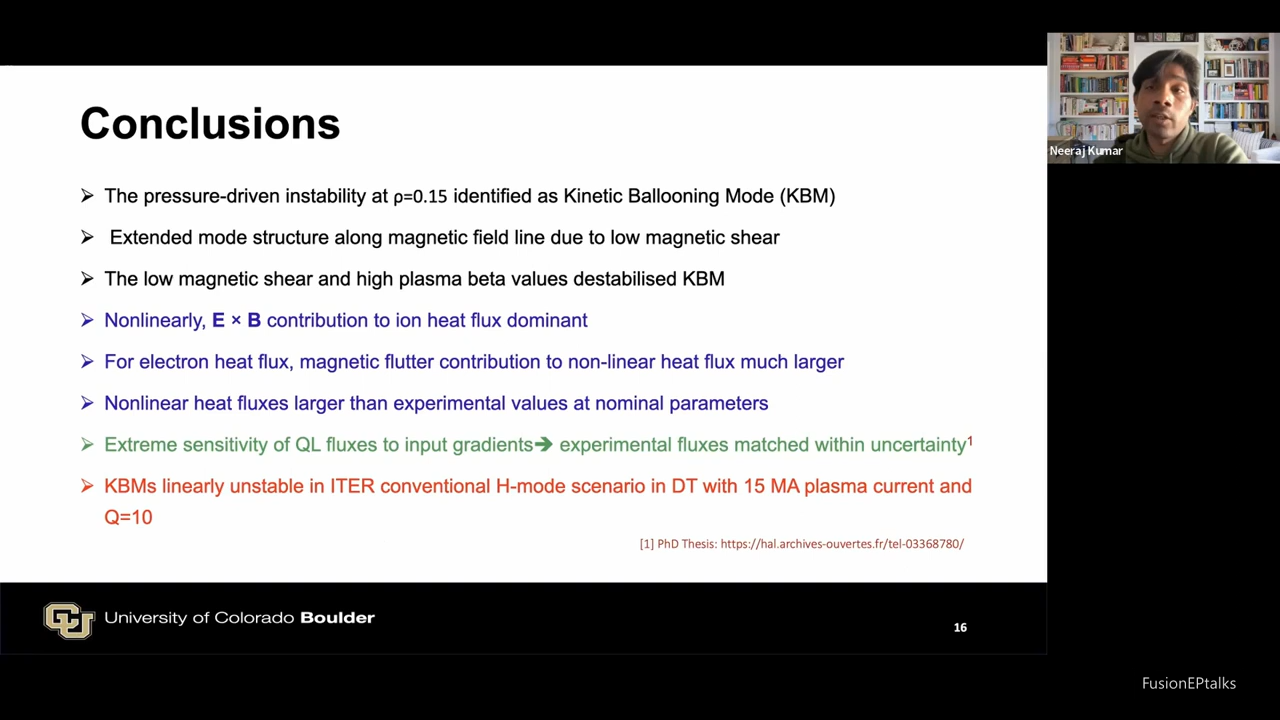 Conclusions
➢ The pressure-driven instability at ρ=0.15 identified as Kinetic Ballooning Mode (KBM)
➢ Extended mode structure along magnetic field line due to low magnetic shear
➢ The low magnetic shear and high plasma beta values destabilised KBM
➢ Nonlinearly, E × B contribution to ion heat flux dominant
➢ For electron heat flux, magnetic flutter contribution to non-linear heat flux much larger
➢ Nonlinear heat fluxes larger than experimental values at nominal parameters
➢ Extreme sensitivity of QL fluxes to input gradients➔ experimental fluxes matched within uncertainty¹
➢ KBMs linearly unstable in ITER conventional H-mode scenario in DT with 15 MA plasma current and
Q=10
[1] PhD Thesis: https://hal.archives-ouvertes.fr/tel-03368780/
CU University of Colorado Boulder
16
Neeraj Kumar
FusionEPtalks